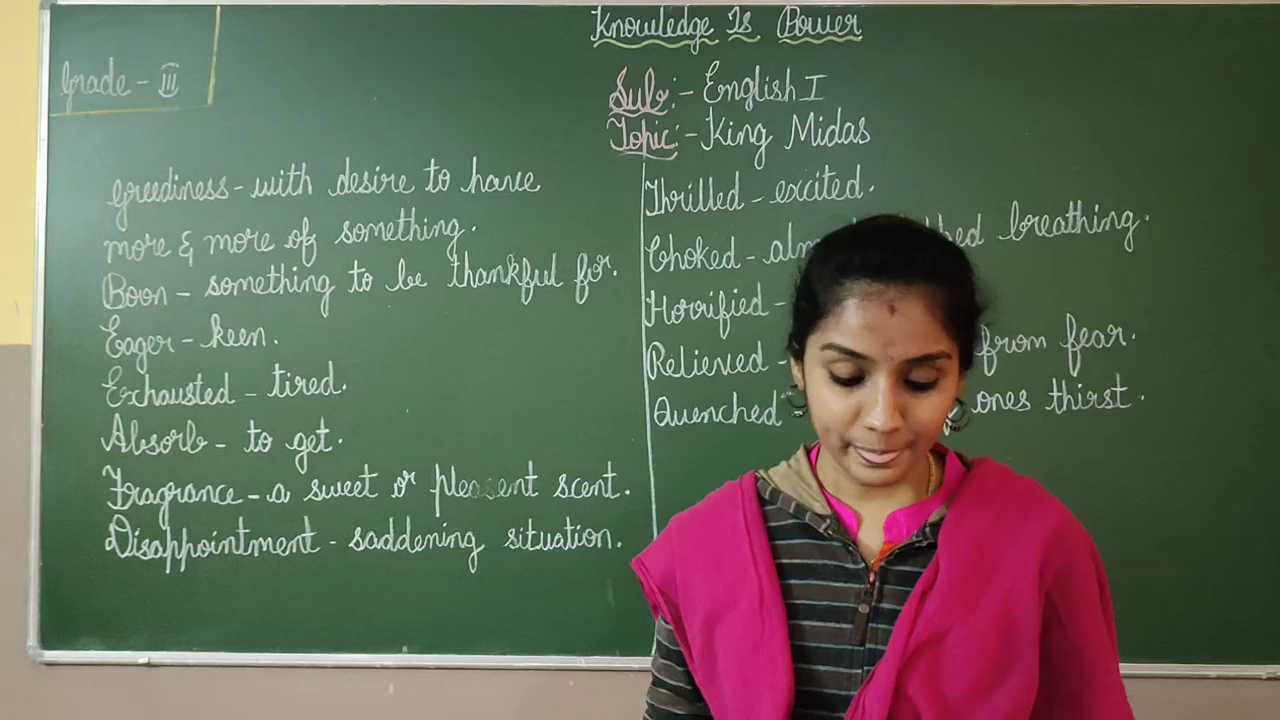 Knowledge Is Power
Grade - III
Sub:- English I
Topic:- King Midas
Greediness - with desire to have
more & more of something.
Boon - something to be thankful for.
Eager - keen.
Exhausted - tired.
Absorb - to get.
Fragrance - a sweet or pleasent scent.
Disappointment - saddening situation.
Thrilled - excited.
Choked - breathing.
Horrified -
Relieved - from fear.
Quenched ones thirst.